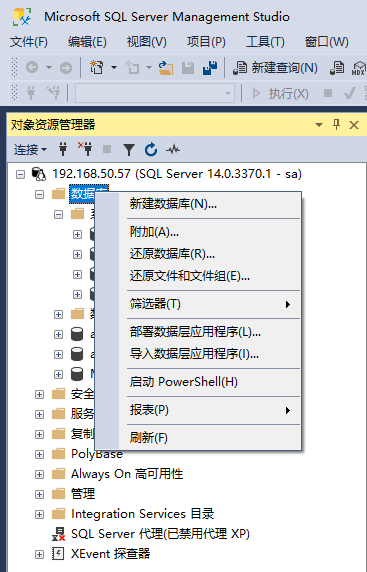 Microsoft SQL Server Management Studio
文件(F) 编辑(E) 视图(V) 项目(P) 工具(T) 窗口(W)
新建查询(N)
执行(X)
对象资源管理器
连接
192.168.50.57 (SQL Server 14.0.3370.1 - sa)
数据库
新建数据库(N)...
附加(A)...
还原数据库(R)...
还原文件和文件组(E)...
筛选器(T)
部署数据层应用程序(L)...
导入数据层应用程序(I)...
启动 PowerShell(H)
报表(P)
刷新(F)
安全
服务
复制
PolyBase
Always On 高可用性
管理
Integration Services 目录
SQL Server 代理(已禁用代理 XP)
XEvent 探查器